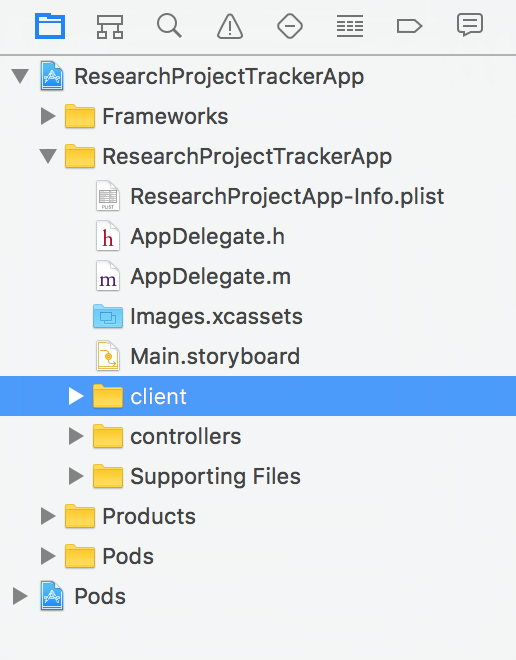 ResearchProjectTrackerApp
Frameworks
ResearchProjectTrackerApp
PLIST
ResearchProjectApp-Info.plist
h
AppDelegate.h
m
AppDelegate.m
Images.xcassets
Main.storyboard
client
controllers
Supporting Files
Products
Pods
Pods